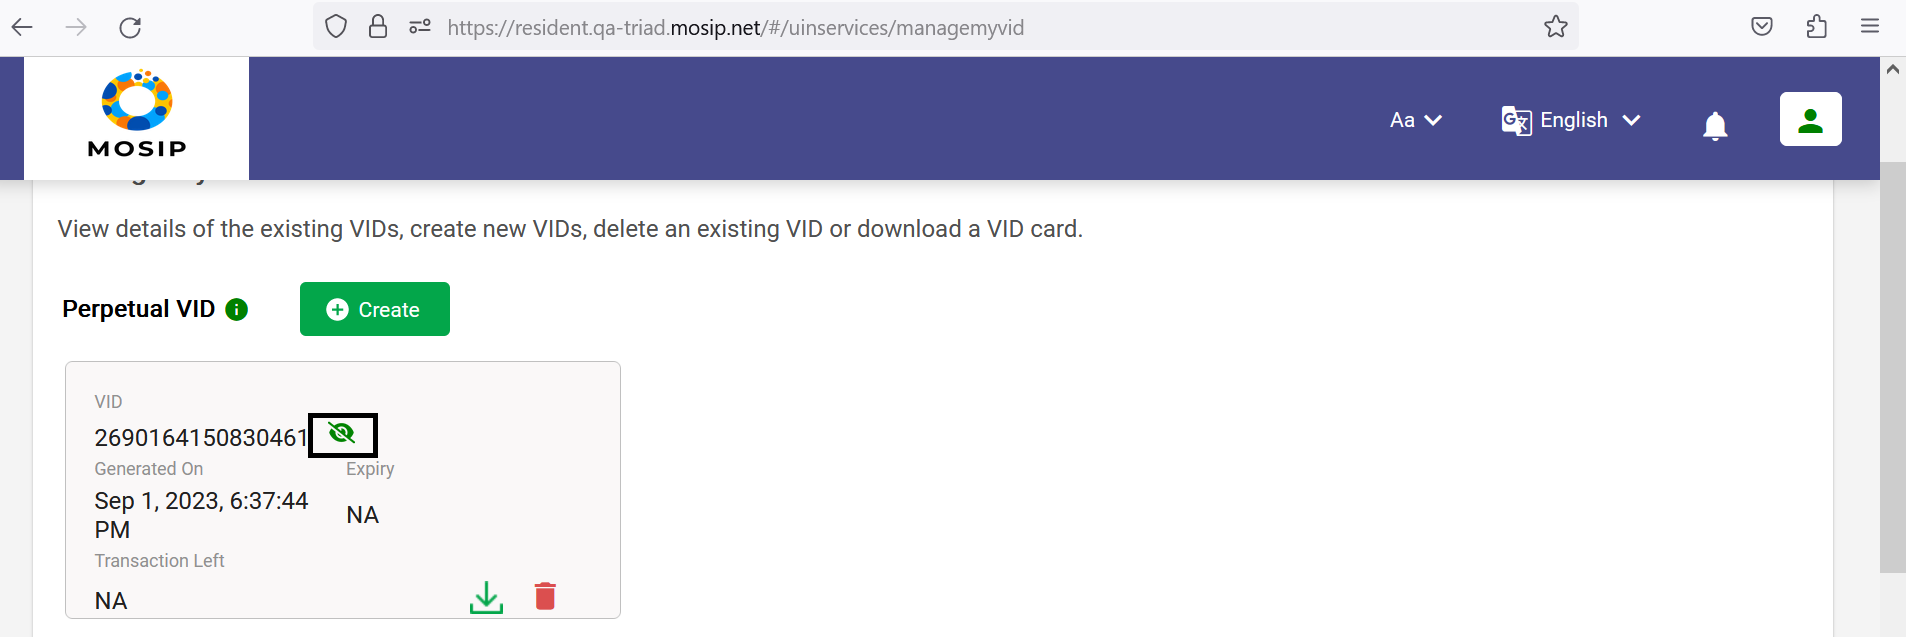 https://resident.qa-triad.mosip.net/#/uinservices/managemyvid
MOSIP
Aa
English
View details of the existing VIDs, create new VIDs, delete an existing VID or download a VID card.
Perpetual VID
Create
VID
2690164150830461
Generated On
Expiry
Sep 1, 2023, 6:37:44
PM
NA
Transaction Left
NA